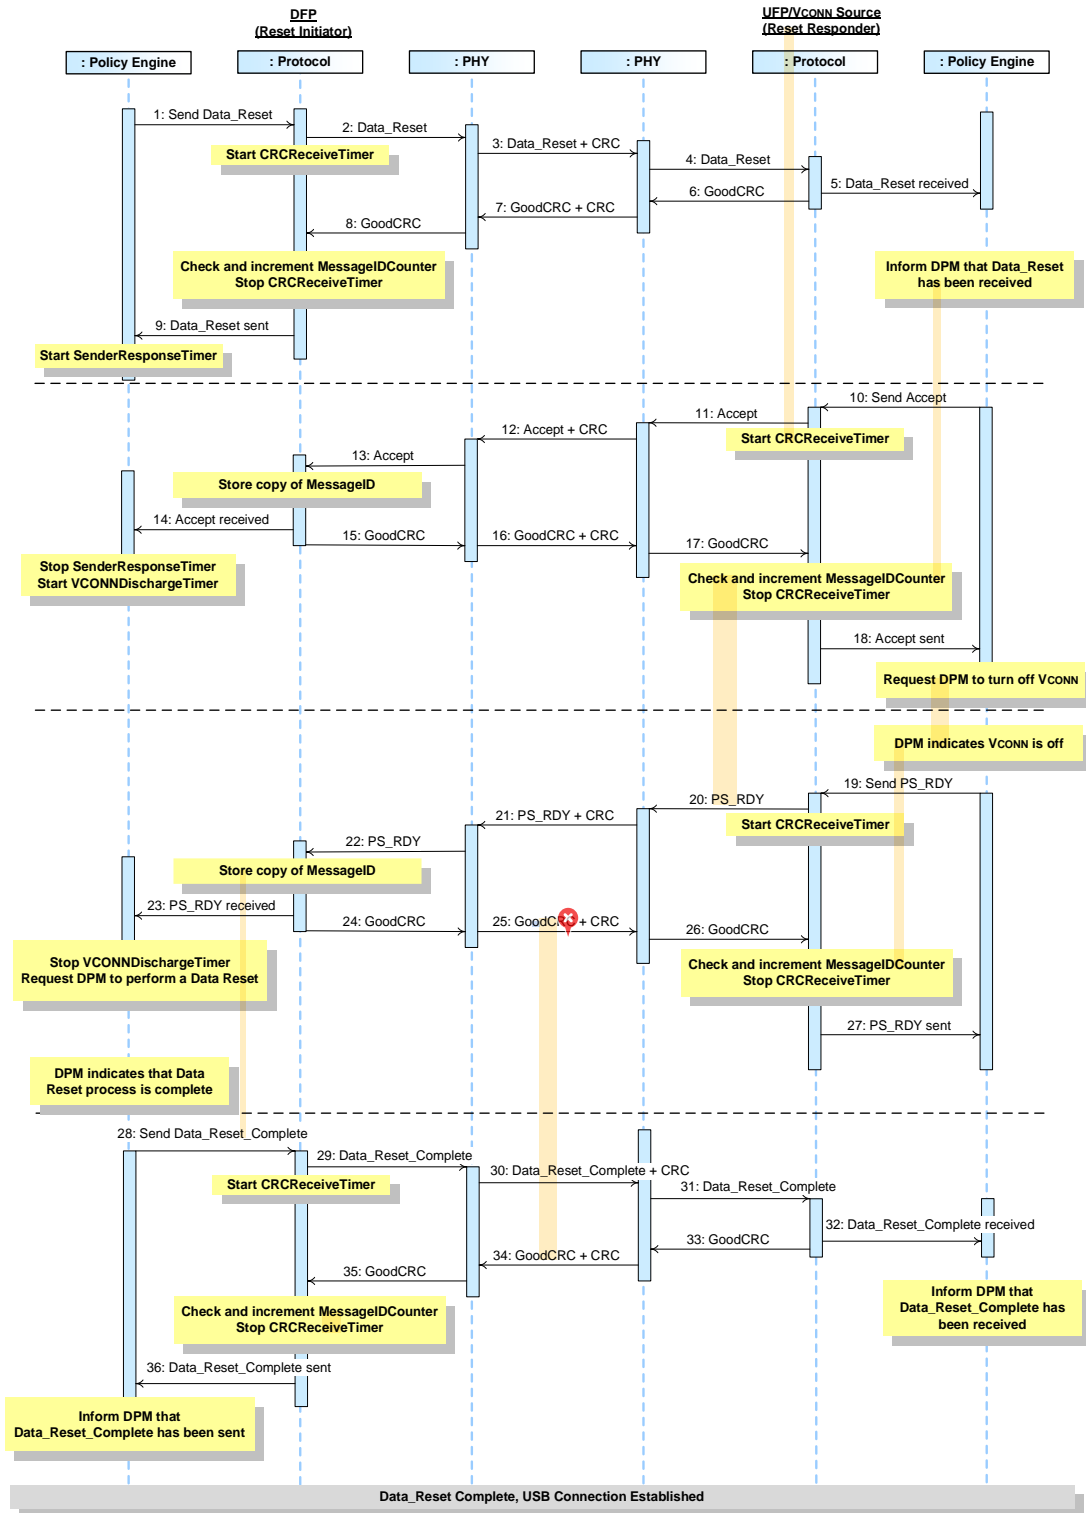 DFP
(Reset Initiator)
UFP/VCONN Source
(Reset Responder)
: Policy Engine
: Protocol
: PHY
: PHY
: Protocol
: Policy Engine
1: Send Data_Reset
2: Data_Reset
Start CRCReceiveTimer
3: Data_Reset + CRC
4: Data_Reset
5: Data_Reset received
6: GoodCRC
7: GoodCRC + CRC
8: GoodCRC
Check and increment MessageIDCounter
Stop CRCReceiveTimer
Inform DPM that Data_Reset
has been received
9: Data_Reset sent
Start SenderResponseTimer
10: Send Accept
11: Accept
Start CRCReceiveTimer
12: Accept + CRC
13: Accept
Store copy of MessageID
14: Accept received
15: GoodCRC
16: GoodCRC + CRC
17: GoodCRC
Stop SenderResponseTimer
Start VCONNDischargeTimer
Check and increment MessageIDCounter
Stop CRCReceiveTimer
18: Accept sent
Request DPM to turn off VCONN
DPM indicates VCONN is off
19: Send PS_RDY
20: PS_RDY
Start CRCReceiveTimer
21: PS_RDY + CRC
22: PS_RDY
Store copy of MessageID
23: PS_RDY received
24: GoodCRC
25: GoodCRC + CRC
26: GoodCRC
Stop VCONNDischargeTimer
Request DPM to perform a Data Reset
Check and increment MessageIDCounter
Stop CRCReceiveTimer
27: PS_RDY sent
DPM indicates that Data
Reset process is complete
28: Send Data_Reset_Complete
29: Data_Reset_Complete
Start CRCReceiveTimer
30: Data_Reset_Complete + CRC
31: Data_Reset_Complete
32: Data_Reset_Complete received
33: GoodCRC
34: GoodCRC + CRC
35: GoodCRC
Check and increment MessageIDCounter
Stop CRCReceiveTimer
Inform DPM that
Data_Reset_Complete has
been received
36: Data_Reset_Complete sent
Inform DPM that
Data_Reset_Complete has been sent
Data_Reset Complete, USB Connection Established